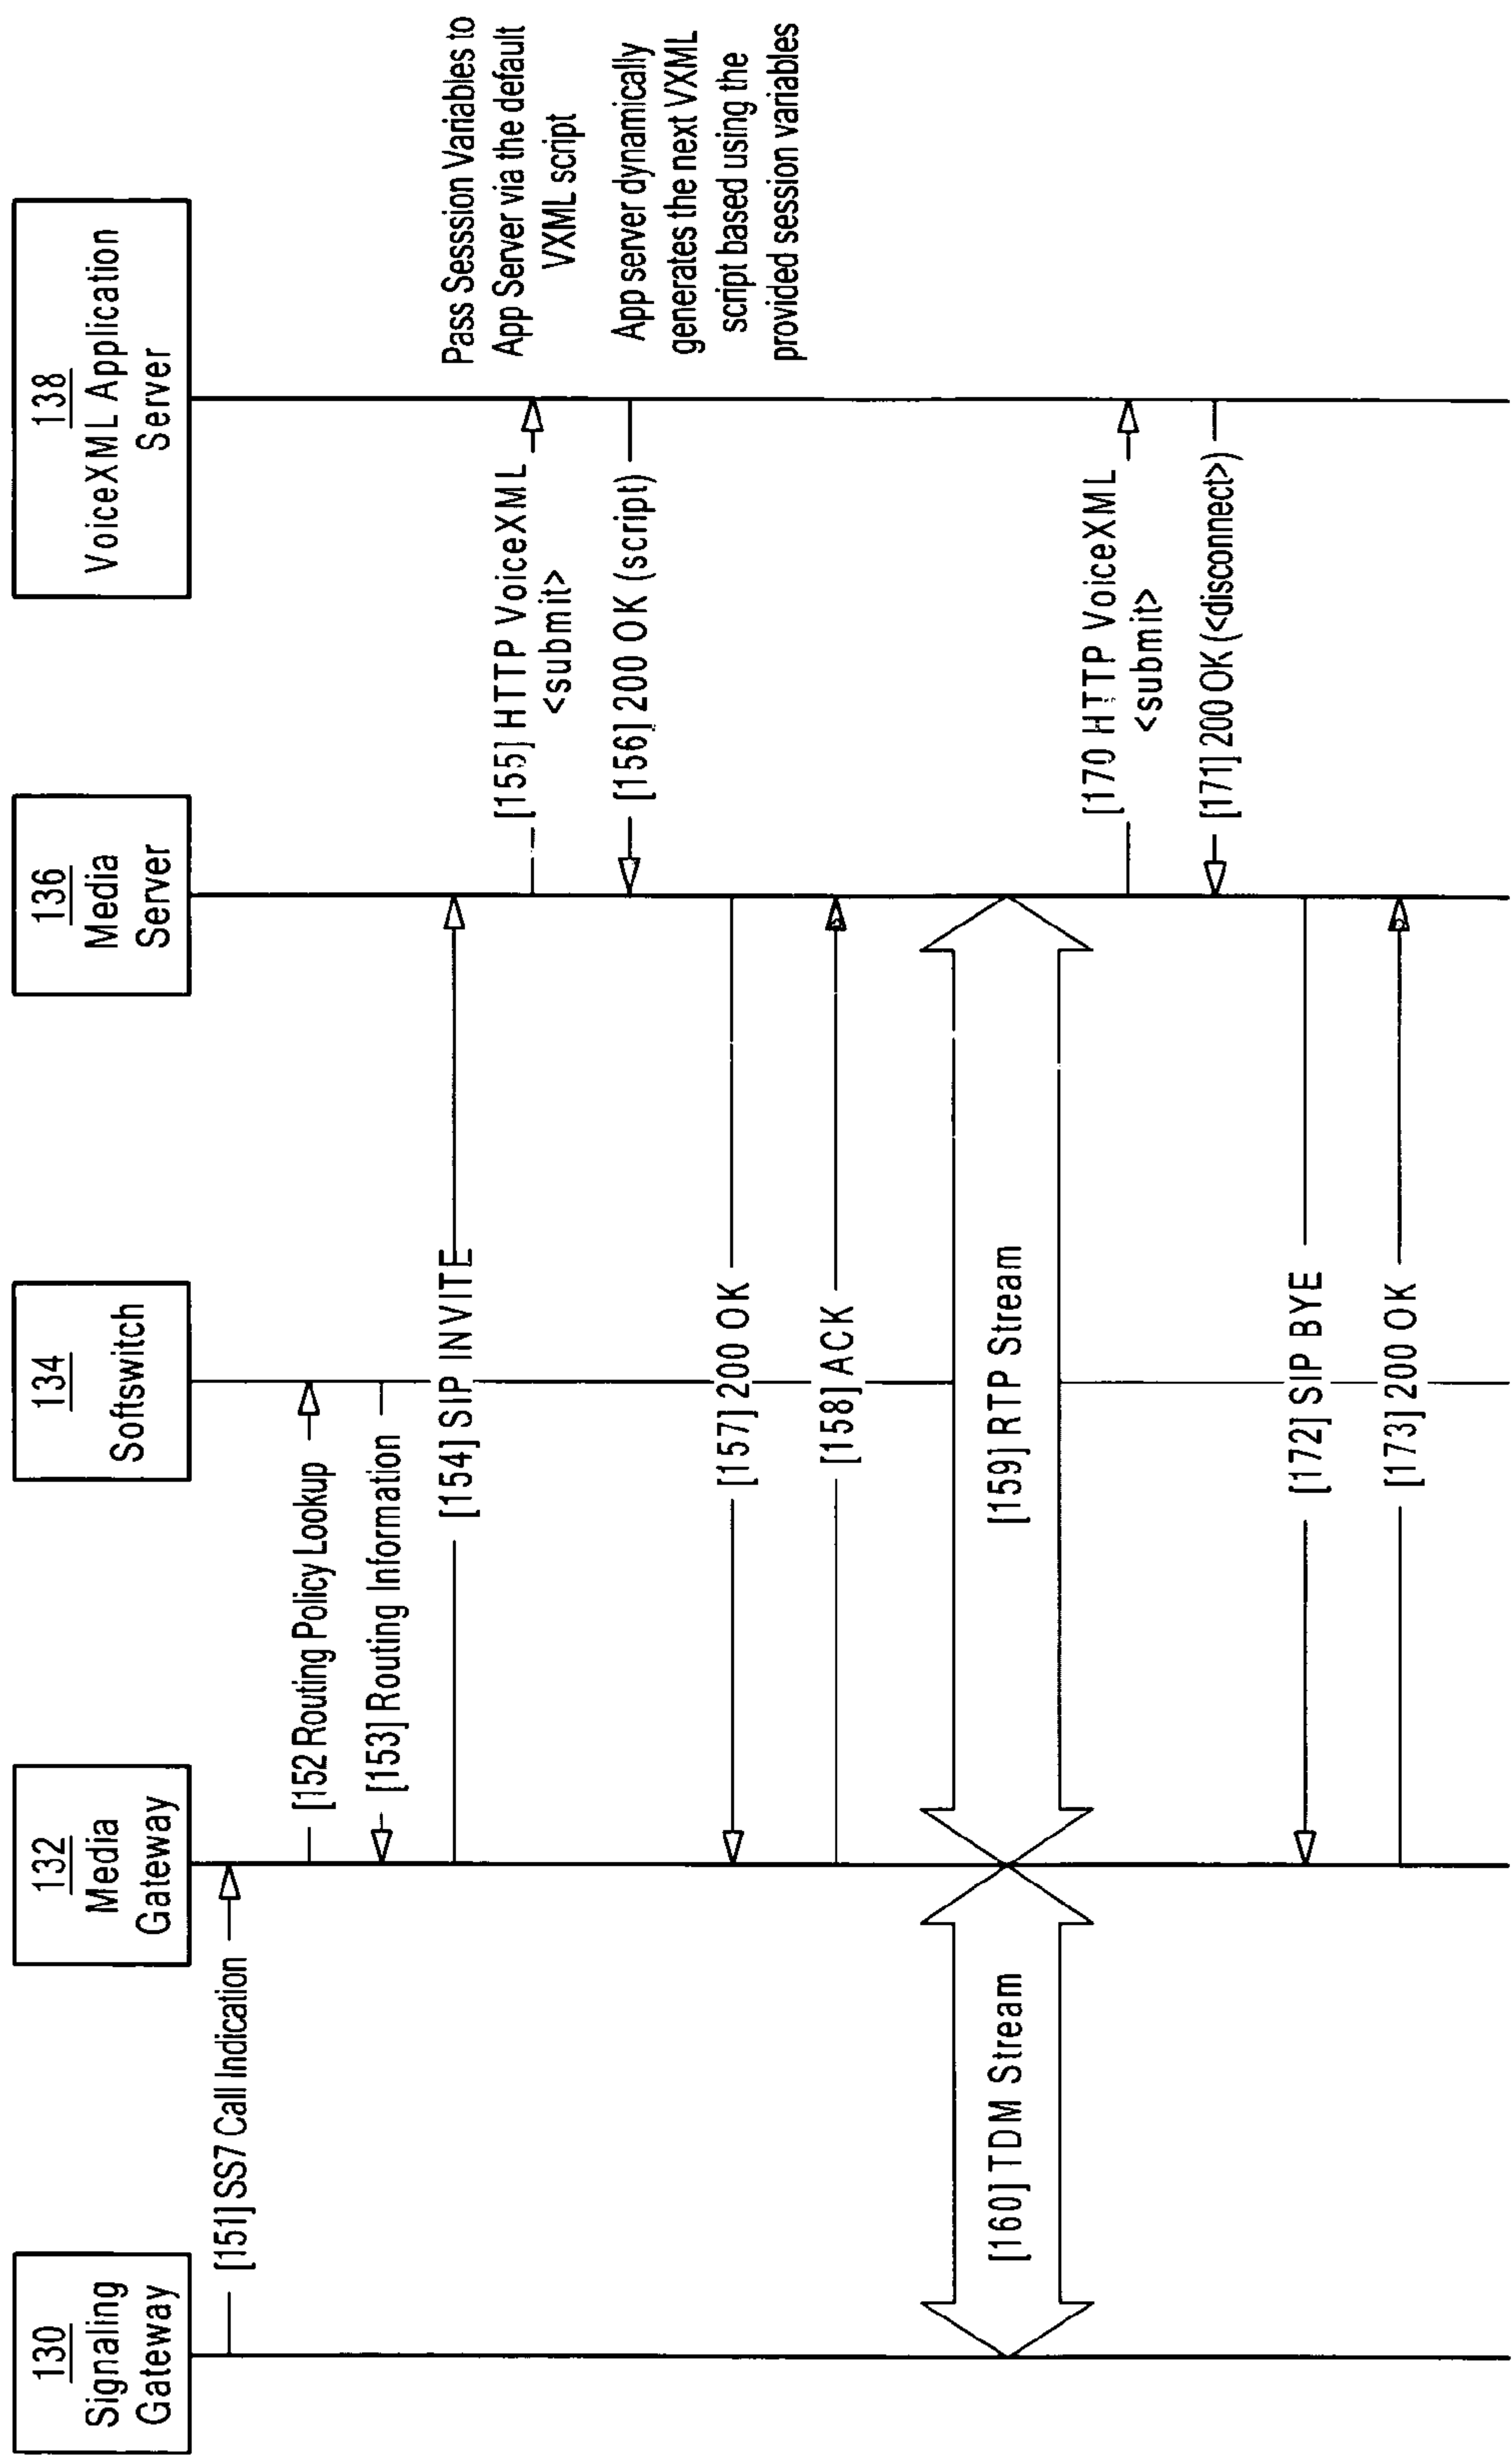 130
Signaling
Gateway
132
Media
Gateway
134
Softswitch
136
Media
Server
138
VoiceXML Application
Server
[151] SS7 Call Indication
[152 Routing Policy Lookup
[153] Routing Information
[154] SIP INVITE
[155] HTTP VoiceXML
<submit>
Pass Sesssion Variables to
App Server via the default
VXML script
[156] 200 OK (script)
App server dynamically
generates the next VXML
script based using the
provided session variables
[157] 200 OK
[158] ACK
[159] RTP Stream
[160] TDM Stream
[170 HTTP VoiceXML
<submit>
[171] 200 OK (<disconnect>)
[172] SIP BYE
[173] 200 OK